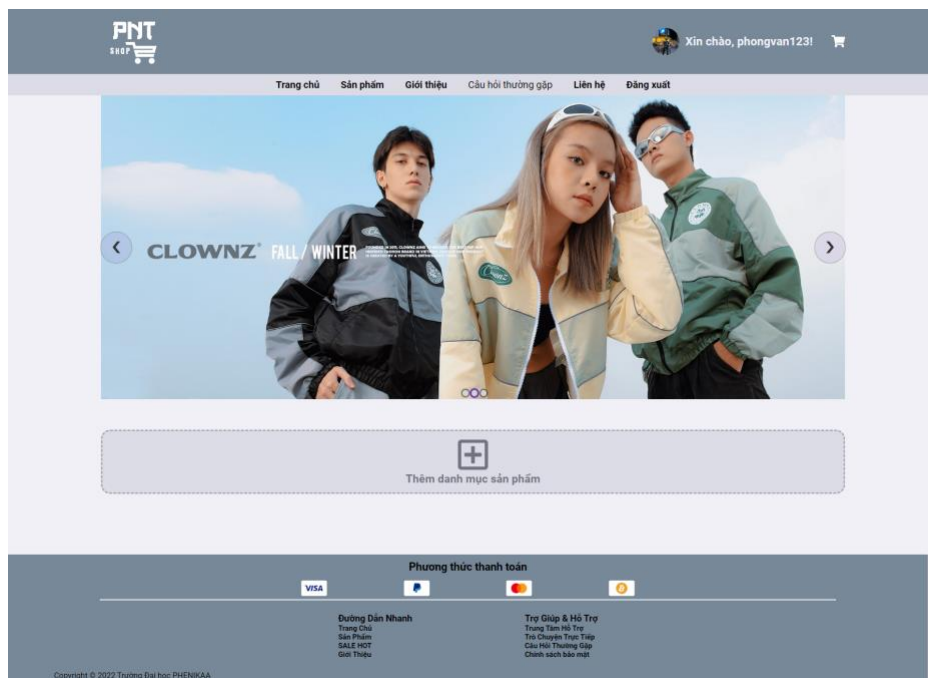 PNT
SHOP
Xin chào, phongvan123!
Trang chủ Sản phẩm Giới thiệu Câu hỏi thường gặp Liên hệ Đăng xuất
CLOWNZ® FALL / WINTER
Thêm danh mục sản phẩm
Phương thức thanh toán
VISA
Đường Dẫn Nhanh
Trang Chủ
Sản Phẩm
SALE HOT
Giới Thiệu
Trợ Giúp & Hỗ Trợ
Trung Tâm Hỗ Trợ
Trò Chuyện Trực Tiếp
Câu Hỏi Thường Gặp
Chính sách bảo mật
Copyright © 2022 Trường Đại học PHENIKAA